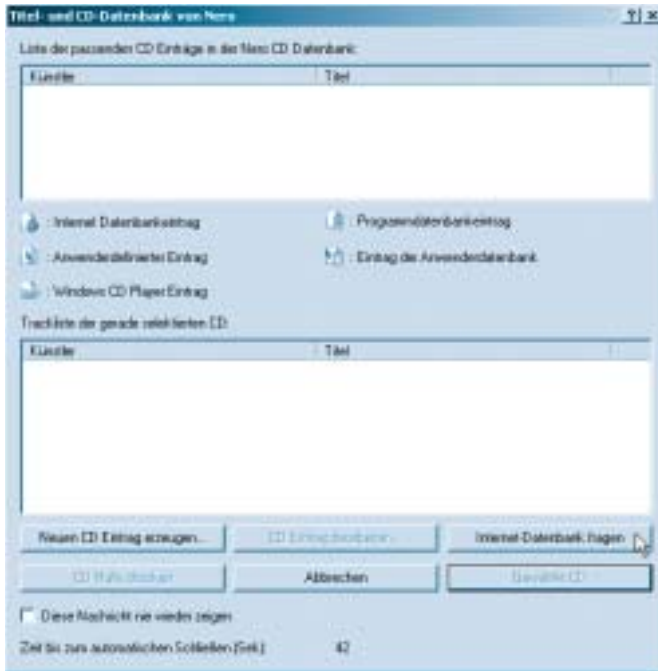 Titel- und CD-Datenbank von Nero
Liste der passenden CD Einträge in der Nero CD Datenbank:
Künstler Titel
: Internet Datenbankeintrag : Programmdatenbankeintrag
: Anwenderdefinierter Eintrag : Eintrag der Anwenderdatenbank
: Windows CD Player Eintrag
Trackliste der gerade selektierten CD:
Künstler Titel
Neuen CD Eintrag erzeugen... CD Eintrag bearbeiten... Internet-Datenbank fragen
CD Abbrechen CD
Diese Nachricht nie wieder zeigen
Zeit bis zum automatischen Schließen (Sek.): 42